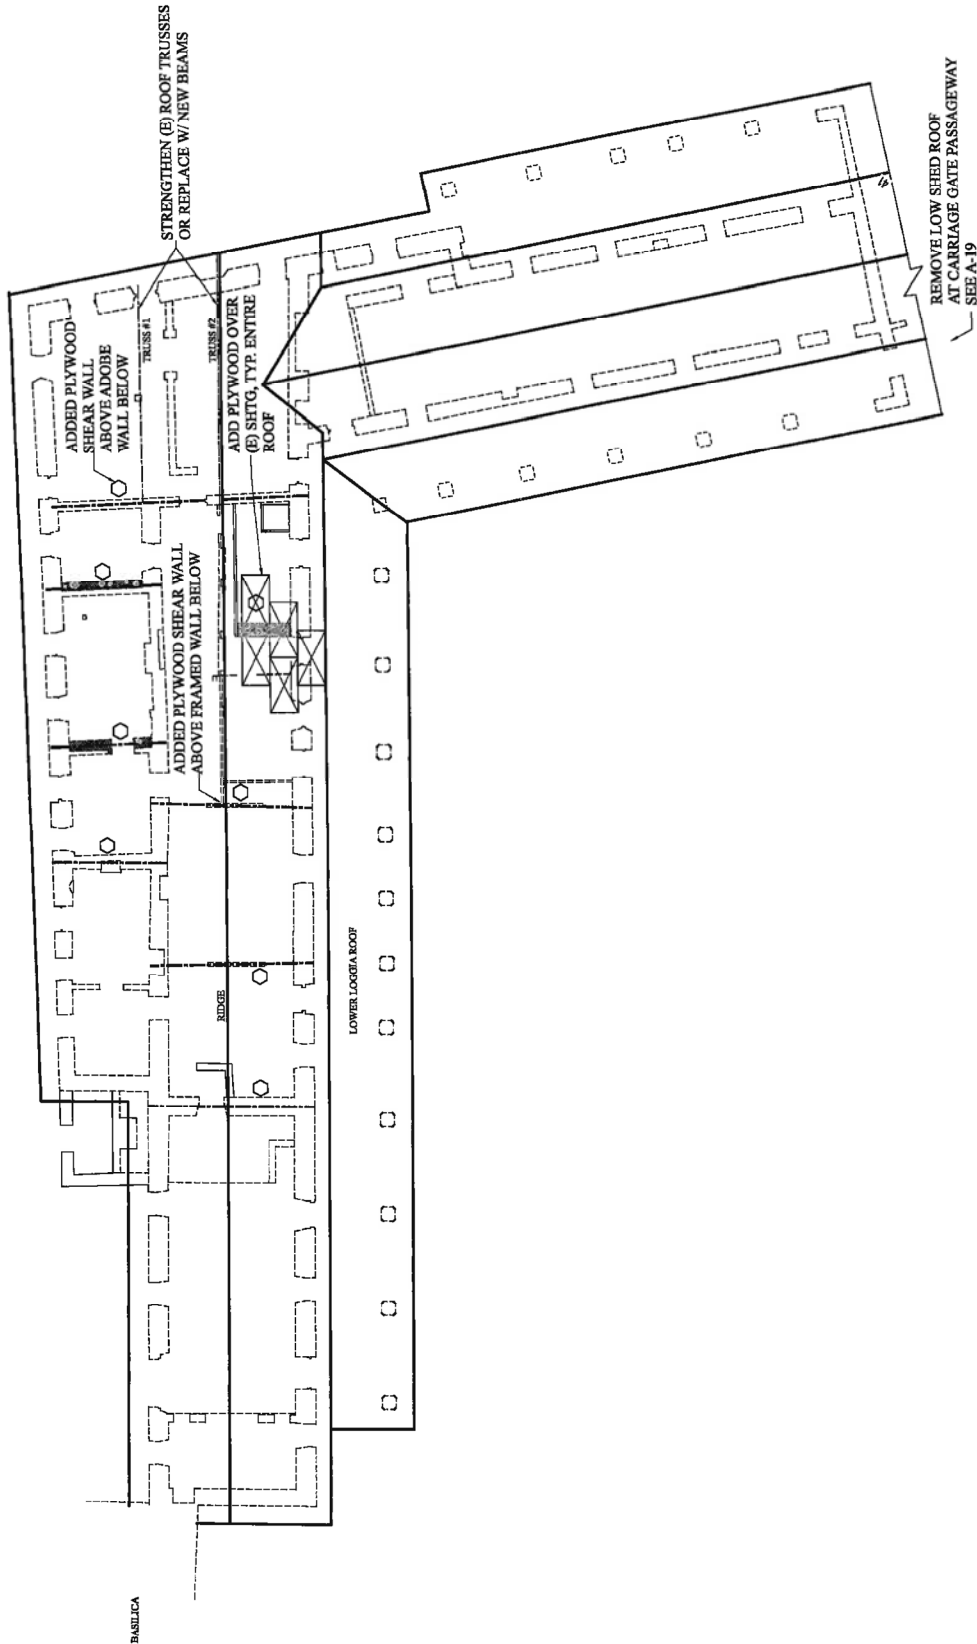 STRENGTHEN (E) ROOF TRUSSES
OR REPLACE W/ NEW BEAMS
ADDED PLYWOOD
SHEAR WALL
ABOVE ADOBE
WALL BELOW
TRUSS #1
TRUSS #2
ADD PLYWOOD OVER
(E) SHTG, TYP. ENTIRE
ROOF
ADDED PLYWOOD SHEAR WALL
ABOVE FRAMED WALL BELOW
RIDGE
LOWER LOGGIA ROOF
BASILICA
REMOVE LOW SHED ROOF
AT CARRIAGE GATE PASSAGEWAY
SEE A-19